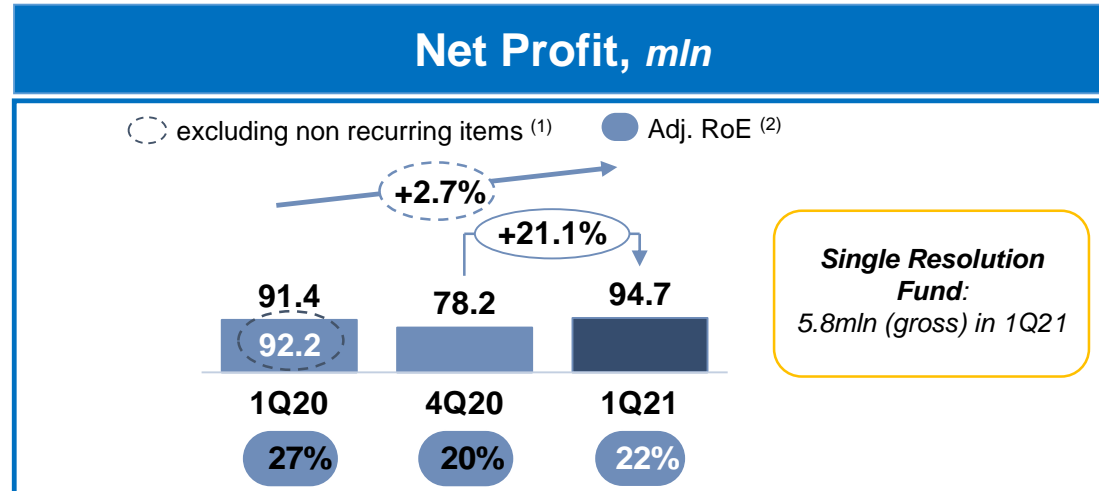 Net Profit, mln
excluding non recurring items (1)
Adj. RoE (2)
+2.7%
+21.1%
91.4
78.2
94.7
92.2
1Q20
4Q20
1Q21
27%
20%
22%
Single Resolution
Fund:
5.8mln (gross) in 1Q21